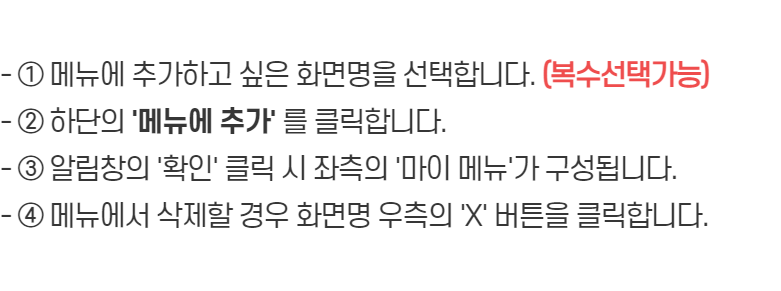 - ① 메뉴에 추가하고 싶은 화면명을 선택합니다. (복수선택가능)
- ② 하단의 '메뉴에 추가' 를 클릭합니다.
- ③ 알림창의 '확인' 클릭 시 좌측의 '마이 메뉴'가 구성됩니다.
- ④ 메뉴에서 삭제할 경우 화면명 우측의 'X' 버튼을 클릭합니다.